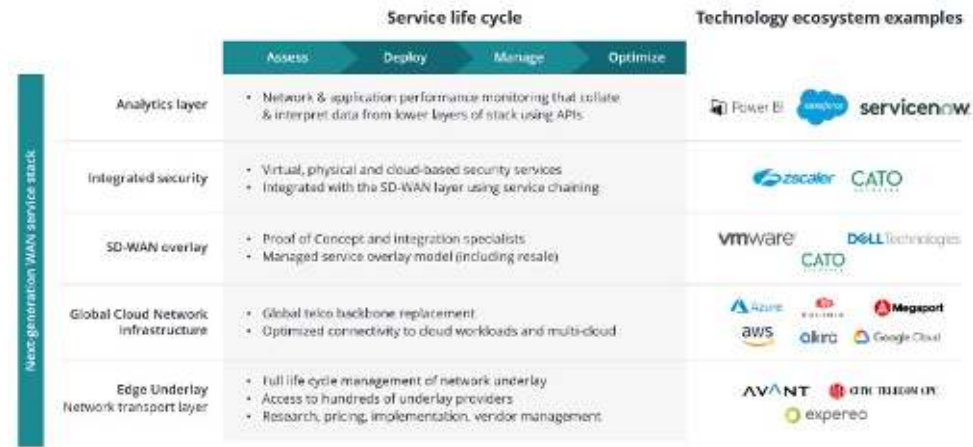 Service life cycle
Technology ecosystem examples
Assess
Deploy
Manage
Optimize
Next-generation WAN service stack
Analytics layer
• Network & application performance monitoring that collate
& interpret data from lower layers of stack using APIs
Power BI
salesforce
servicenow
Integrated security
• Virtual, physical and cloud-based security services
• Integrated with the SD-WAN layer using service chaining
zscaler
CATO
SD-WAN overlay
• Proof of Concept and integration specialists
• Managed service overlay model (including resale)
vmware
DELL Technologies
CATO
Global Cloud Network
Infrastructure
• Global telco backbone replacement
• Optimized connectivity to cloud workloads and multi-cloud
Azure
Megaport
aws
Google Cloud
Edge Underlay
Network transport layer
• Full life cycle management of network underlay
• Access to hundreds of underlay providers
• Research, pricing, implementation, vendor management
AVANT
CITIC TELECOM CPC
expereo